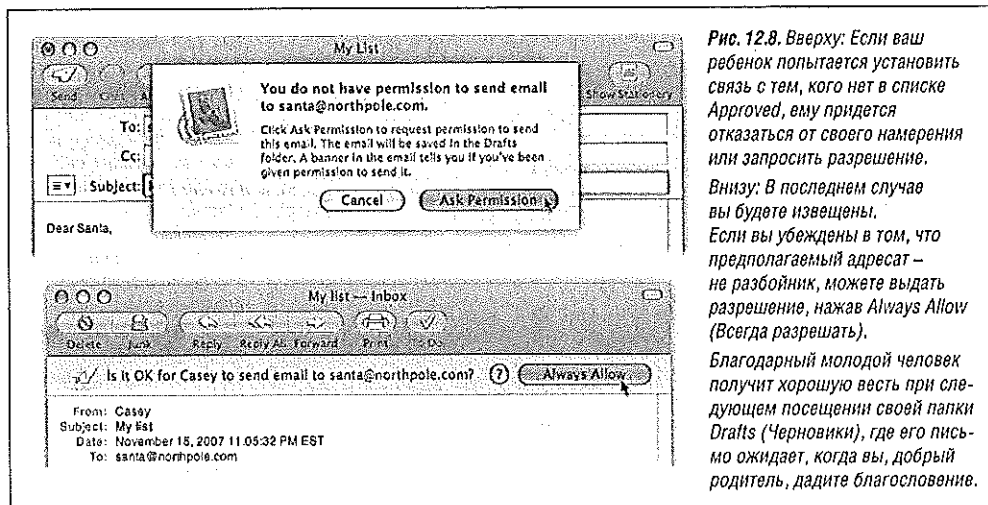 My List
Send
Show Stationery
You do not have permission to send email
to santa@northpole.com.
Click Ask Permission to request permission to send
this email. The email will be saved in the Drafts
folder. A banner in the email tells you if you've been
given permission to send it.
Cancel
Ask Permission
To:
Cc:
Subject:
Dear Santa,
My list — Inbox
Delete Junk Reply Reply All Forward Print To Do
Is it OK for Casey to send email to santa@northpole.com? ? Always Allow
From: Casey
Subject: My list
Date: November 15, 2007 11:05:32 PM EST
To: santa@northpole.com
Рис. 12.8. Вверху: Если ваш
ребенок попытается установить
связь с тем, кого нет в списке
Approved, ему придется
отказаться от своего намерения
или запросить разрешение.
Внизу: В последнем случае
вы будете извещены.
Если вы убеждены в том, что
предполагаемый адресат –
не разбойник, можете выдать
разрешение, нажав Always Allow
(Всегда разрешать).
Благодарный молодой человек
получит хорошую весть при сле-
дующем посещении своей папки
Drafts (Черновики), где его пись-
мо ожидает, когда вы, добрый
родитель, дадите благословение.